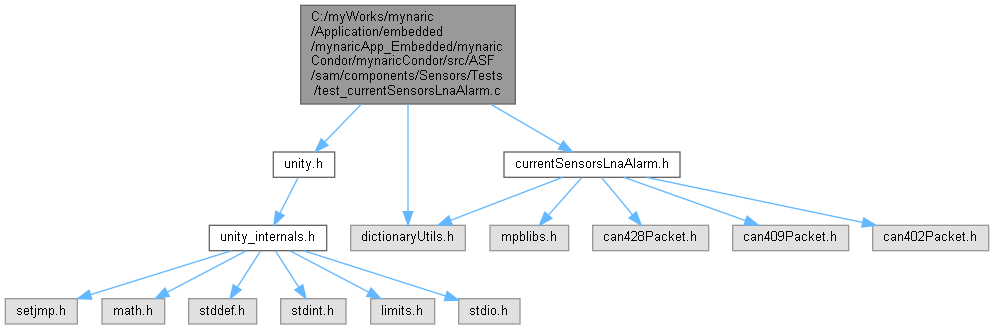 C:/myWorks/mynaric
/Application/embedded
/mynaricApp_Embedded/mynaric
Condor/mynaricCondor/src/ASF
/sam/components/Sensors/Tests
/test_currentSensorsLnaAlarm.c
unity.h
currentSensorsLnaAlarm.h
unity_internals.h
dictionaryUtils.h
mpblibs.h
can428Packet.h
can409Packet.h
can402Packet.h
setjmp.h
math.h
stddef.h
stdint.h
limits.h
stdio.h